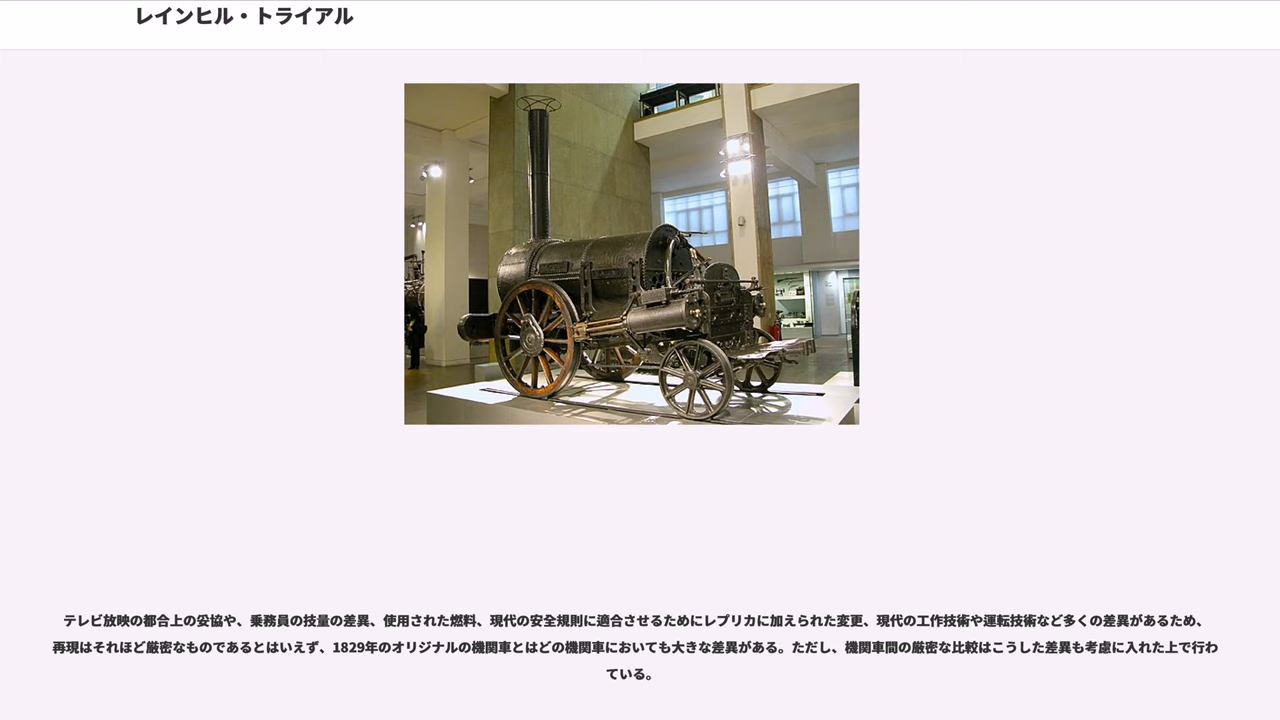 レインヒル・トライアル
テレビ放映の都合上の妥協や、乗務員の技量の差異、使用された燃料、現代の安全規則に適合させるためにレプリカに加えられた変更、現代の工作技術や運転技術など多くの差異があるため、
再現はそれほど厳密なものであるとはいえず、1829年のオリジナルの機関車とはどの機関車においても大きな差異がある。ただし、機関車間の厳密な比較はこうした差異も考慮に入れた上で行わ
ている。